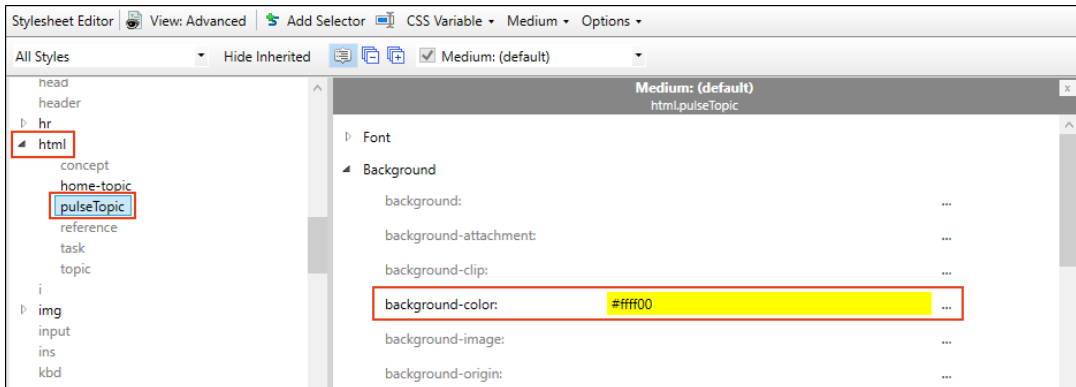 Stylesheet Editor View: Advanced Add Selector CSS Variable Medium Options
All Styles Hide Inherited Medium: (default)
head
header
hr
html
concept
home-topic
pulseTopic
reference
task
topic
i
img
input
ins
kbd
Medium: (default) x
html.pulseTopic
Font
Background
background: ...
background-attachment: ...
background-clip: ...
background-color: #ffff00 ...
background-image: ...
background-origin: ...